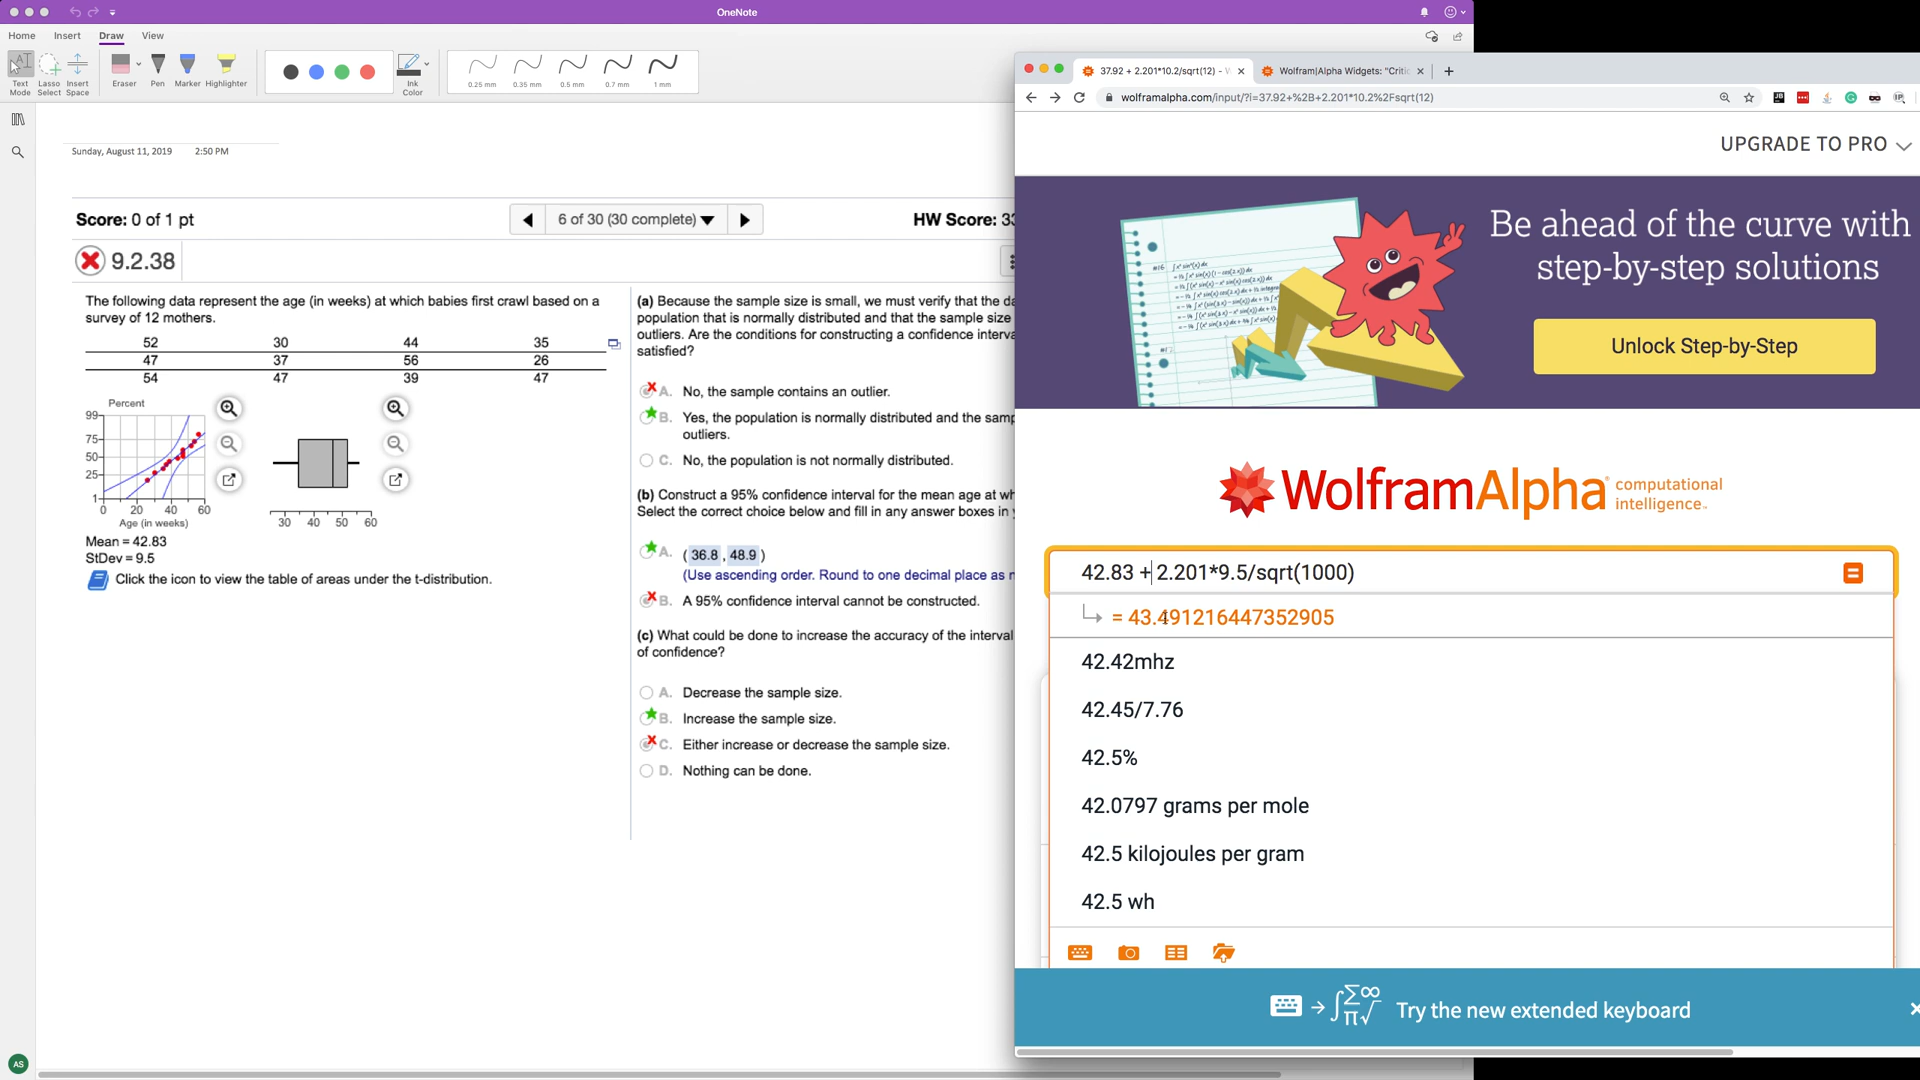 OneNote
Home
Insert
Draw
View
Text Mode
Lasso Select
Insert Space
Eraser
Pen
Marker
Highlighter
Ink Color
0.25 mm
0.35 mm
0.5 mm
0.7 mm
1 mm
Sunday, August 11, 2019 2:50 PM
Score: 0 of 1 pt
6 of 30 (30 complete)
HW Score: 33
9.2.38
The following data represent the age (in weeks) at which babies first crawl based on a
survey of 12 mothers.
52 30 44 35
47 37 56 26
54 47 39 47
Percent
99
75
50
25
1
0 20 40 60
Age (in weeks)
30 40 50 60
Mean = 42.83
StDev = 9.5
Click the icon to view the table of areas under the t-distribution.
(a) Because the sample size is small, we must verify that the da
population that is normally distributed and that the sample size
outliers. Are the conditions for constructing a confidence interva
satisfied?
A. No, the sample contains an outlier.
B. Yes, the population is normally distributed and the samp
outliers.
C. No, the population is not normally distributed.
(b) Construct a 95% confidence interval for the mean age at wh
Select the correct choice below and fill in any answer boxes in y
A. ( 36.8 , 48.9 )
(Use ascending order. Round to one decimal place as n
B. A 95% confidence interval cannot be constructed.
(c) What could be done to increase the accuracy of the interval
of confidence?
A. Decrease the sample size.
B. Increase the sample size.
C. Either increase or decrease the sample size.
D. Nothing can be done.
AS
37.92 + 2.201*10.2/sqrt(12) - W
Wolfram|Alpha Widgets: "Critic
wolframalpha.com/input/?i=37.92+%2B+2.201*10.2%2Fsqrt(12)
UPGRADE TO PRO
Be ahead of the curve with
step-by-step solutions
Unlock Step-by-Step
WolframAlpha computational
intelligence™
42.83 + 2.201*9.5/sqrt(1000)
= 43.491216447352905
42.42mhz
42.45/7.76
42.5%
42.0797 grams per mole
42.5 kilojoules per gram
42.5 wh
Try the new extended keyboard